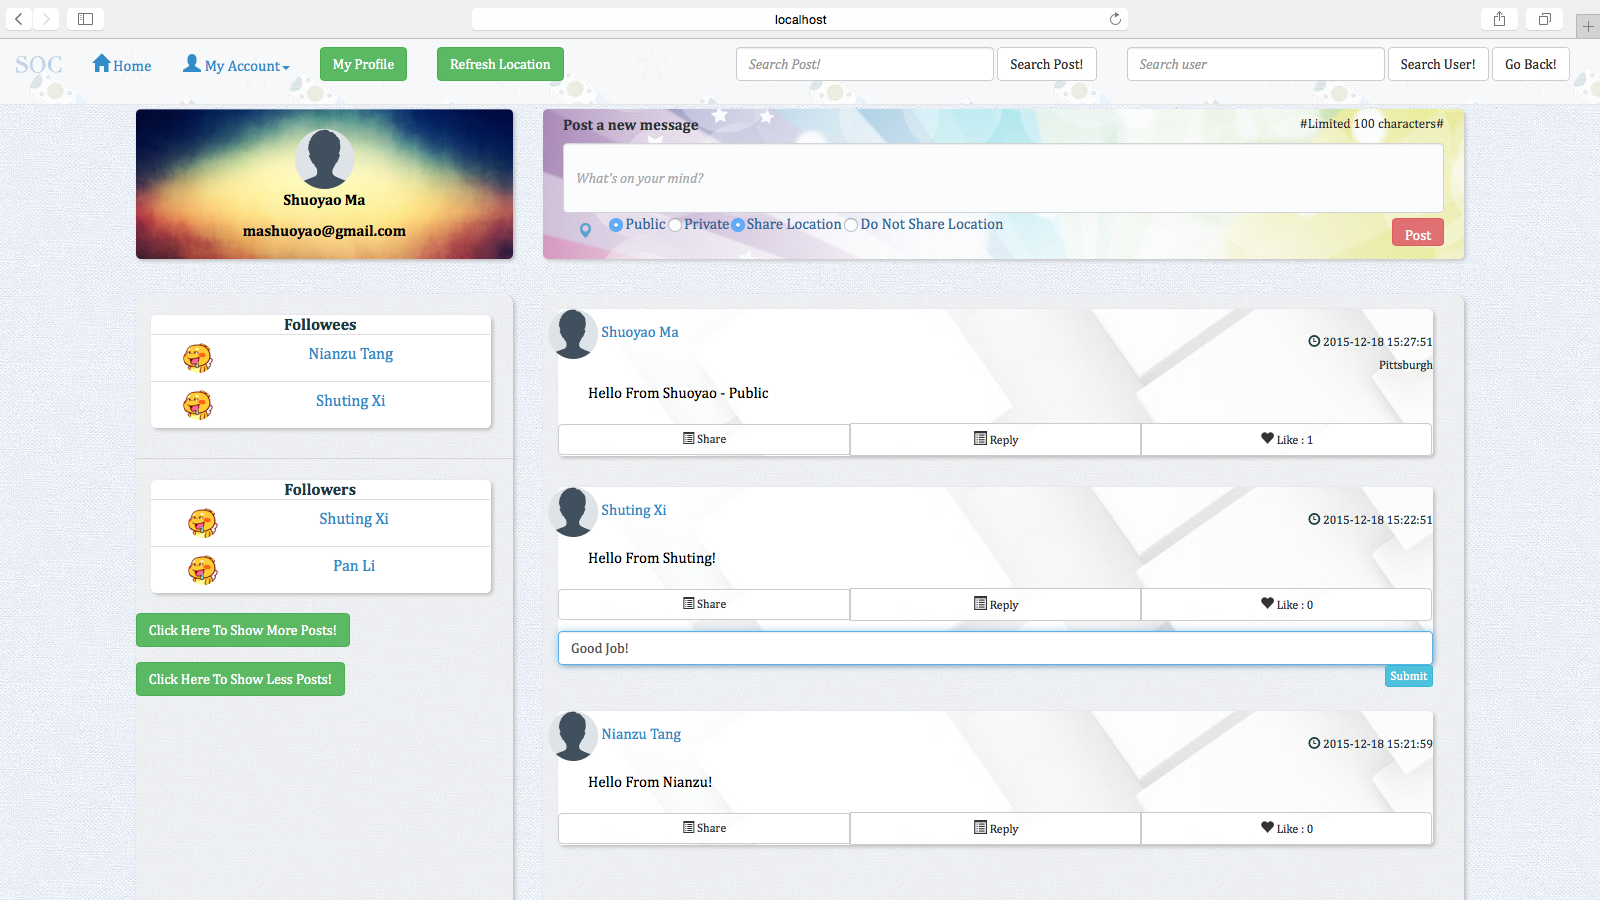 localhost
SOC Home My Account My Profile Refresh Location Search Post! Search Post! Search user Search User! Go Back!
Shuoyao Ma
mashuoyao@gmail.com
Post a new message #Limited 100 characters#
What's on your mind?
Public Private Share Location Do Not Share Location
Post
Followees
Nianzu Tang
Shuting Xi
Followers
Shuting Xi
Pan Li
Click Here To Show More Posts!
Click Here To Show Less Posts!
Shuoyao Ma
2015-12-18 15:27:51
Pittsburgh
Hello From Shuoyao - Public
Share Reply Like : 1
Shuting Xi
2015-12-18 15:22:51
Hello From Shuting!
Share Reply Like : 0
Good Job!
Submit
Nianzu Tang
2015-12-18 15:21:59
Hello From Nianzu!
Share Reply Like : 0